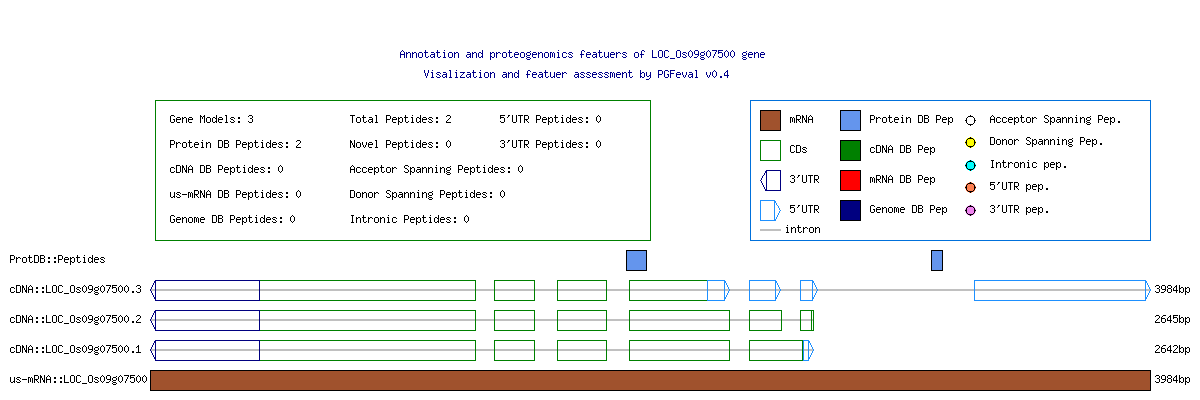 Annotation and proteogenomics featuers of LOC_Os09g07500 gene
Visalization and featuer assessment by PGFeval v0.4
Gene Models: 3 Total Peptides: 2 5'UTR Peptides: 0
Protein DB Peptides: 2 Novel Peptides: 0 3'UTR Peptides: 0
cDNA DB Peptides: 0 Acceptor Spanning Peptides: 0
us-mRNA DB Peptides: 0 Donor Spanning Peptides: 0
Genome DB Peptides: 0 Intronic Peptides: 0
mRNA Protein DB Pep Acceptor Spanning Pep.
CDs cDNA DB Pep Donor Spanning Pep.
3'UTR mRNA DB Pep Intronic pep.
5'UTR Genome DB Pep 5'UTR pep.
intron 3'UTR pep.
ProtDB::Peptides
cDNA::LOC_Os09g07500.3 3984bp
cDNA::LOC_Os09g07500.2 2645bp
cDNA::LOC_Os09g07500.1 2642bp
us-mRNA::LOC_Os09g07500 3984bp